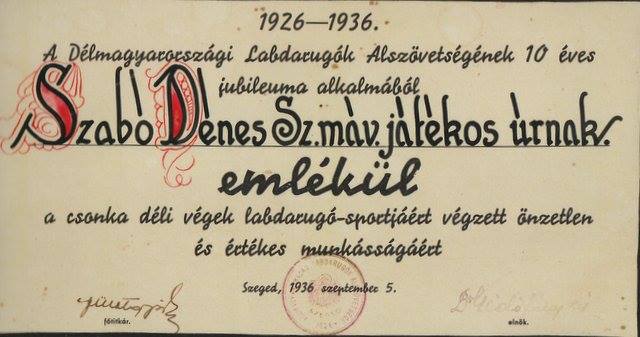 1926—1936.
A Délmagyarországi Labdarugók Alszövetségének 10 éves
jubileuma alkalmából
Szabó Dénes Sz.máv. játékos úrnak.
emlékül
a csonka déli végek labdarugó-sportjáért végzett önzetlen
és értékes munkásságáért
Szeged, 1936 szeptember 5.
főtitkár.
elnök.